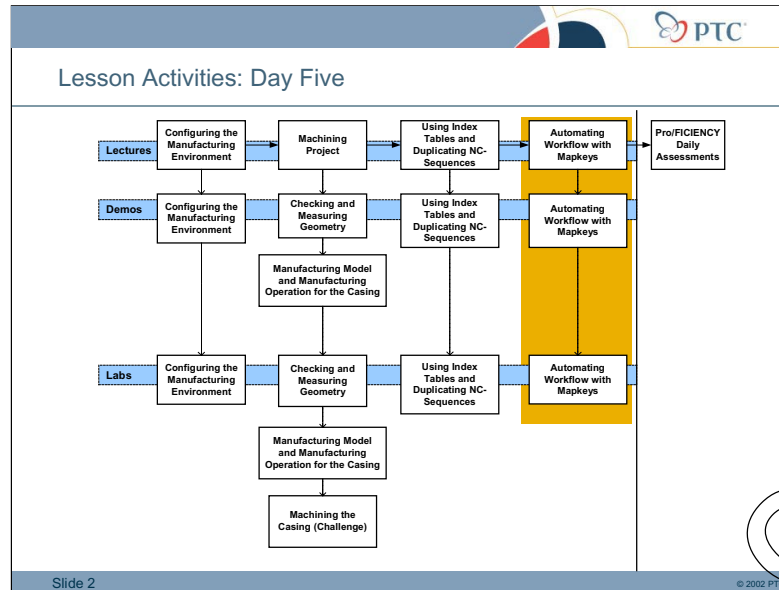 PTC
Lesson Activities: Day Five
Lectures
Configuring the
Manufacturing
Environment
Machining
Project
Using Index
Tables and
Duplicating NC-
Sequences
Automating
Workflow with
Mapkeys
Pro/FICIENCY
Daily
Assessments
Demos
Configuring the
Manufacturing
Environment
Checking and
Measuring
Geometry
Using Index
Tables and
Duplicating NC-
Sequences
Automating
Workflow with
Mapkeys
Manufacturing Model
and Manufacturing
Operation for the Casing
Labs
Configuring the
Manufacturing
Environment
Checking and
Measuring
Geometry
Using Index
Tables and
Duplicating NC-
Sequences
Automating
Workflow with
Mapkeys
Manufacturing Model
and Manufacturing
Operation for the Casing
Machining the
Casing (Challenge)
Slide 2
© 2002 PT